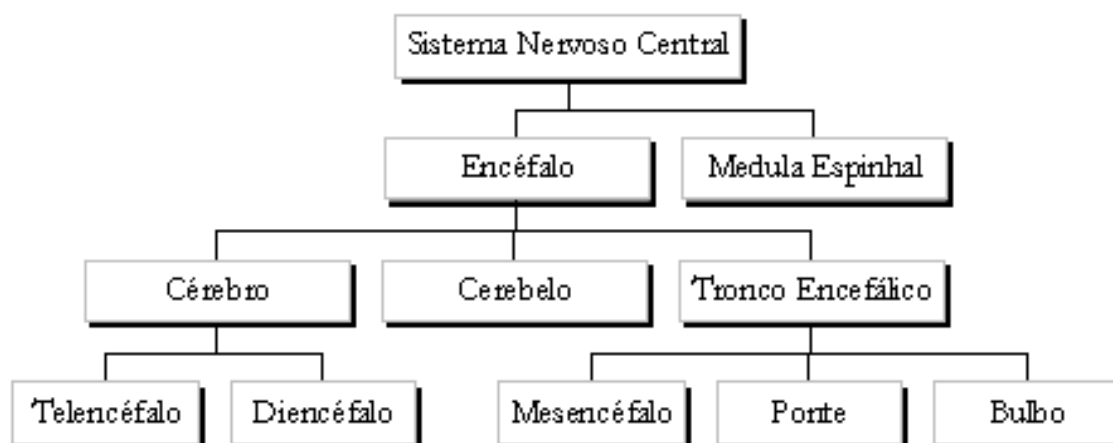 Sistema Nervoso Central
Encéfalo
Medula Espinhal
Cérebro
Cerebelo
Tronco Encefálico
Telencéfalo
Diencéfalo
Mesencéfalo
Ponte
Bulbo